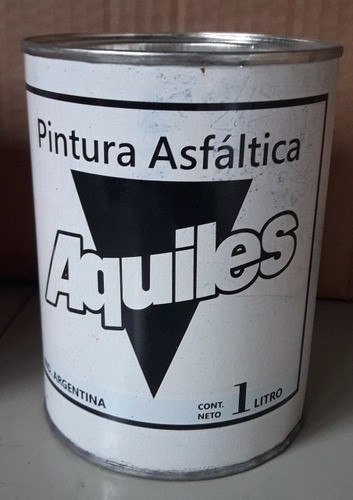 Pintura Asfáltica
Aquiles
ARGENTINA
CONT. NETO 1 LITRO